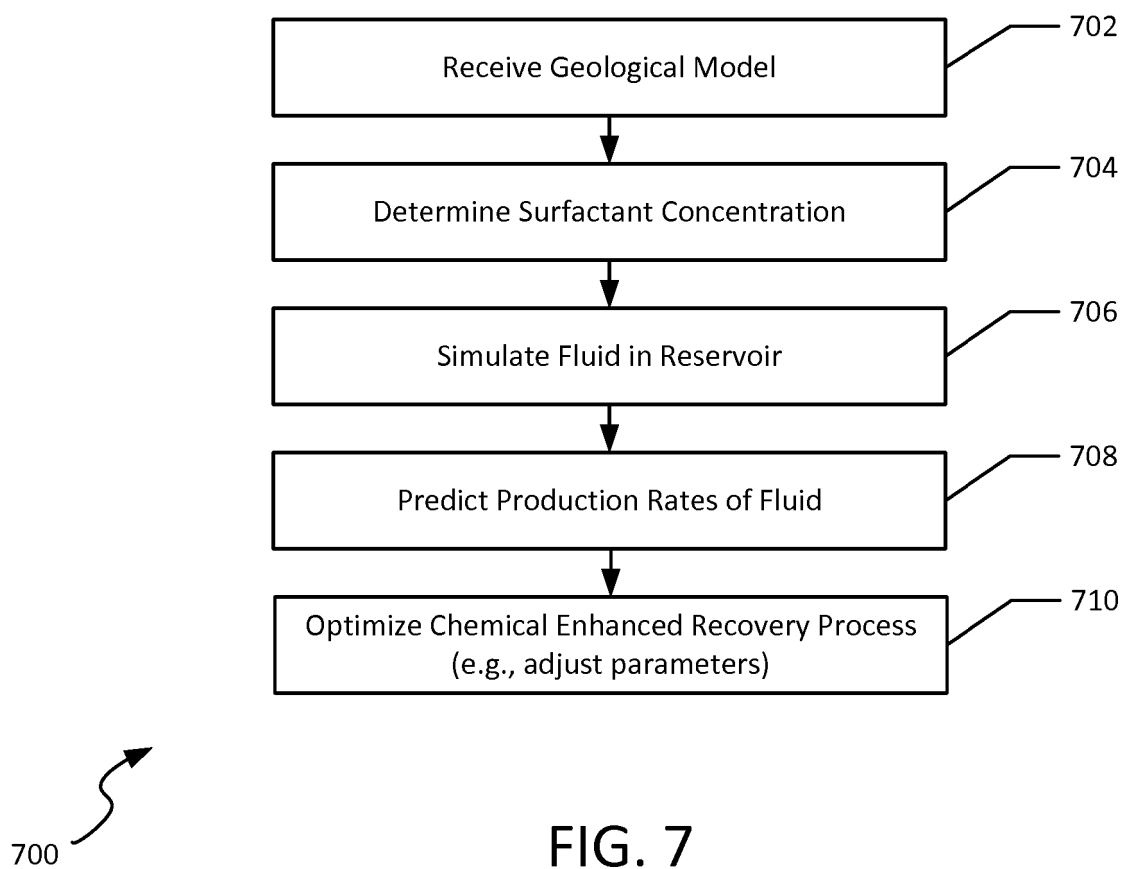 702
Receive Geological Model
704
Determine Surfactant Concentration
706
Simulate Fluid in Reservoir
708
Predict Production Rates of Fluid
710
Optimize Chemical Enhanced Recovery Process
(e.g., adjust parameters)
700
FIG. 7